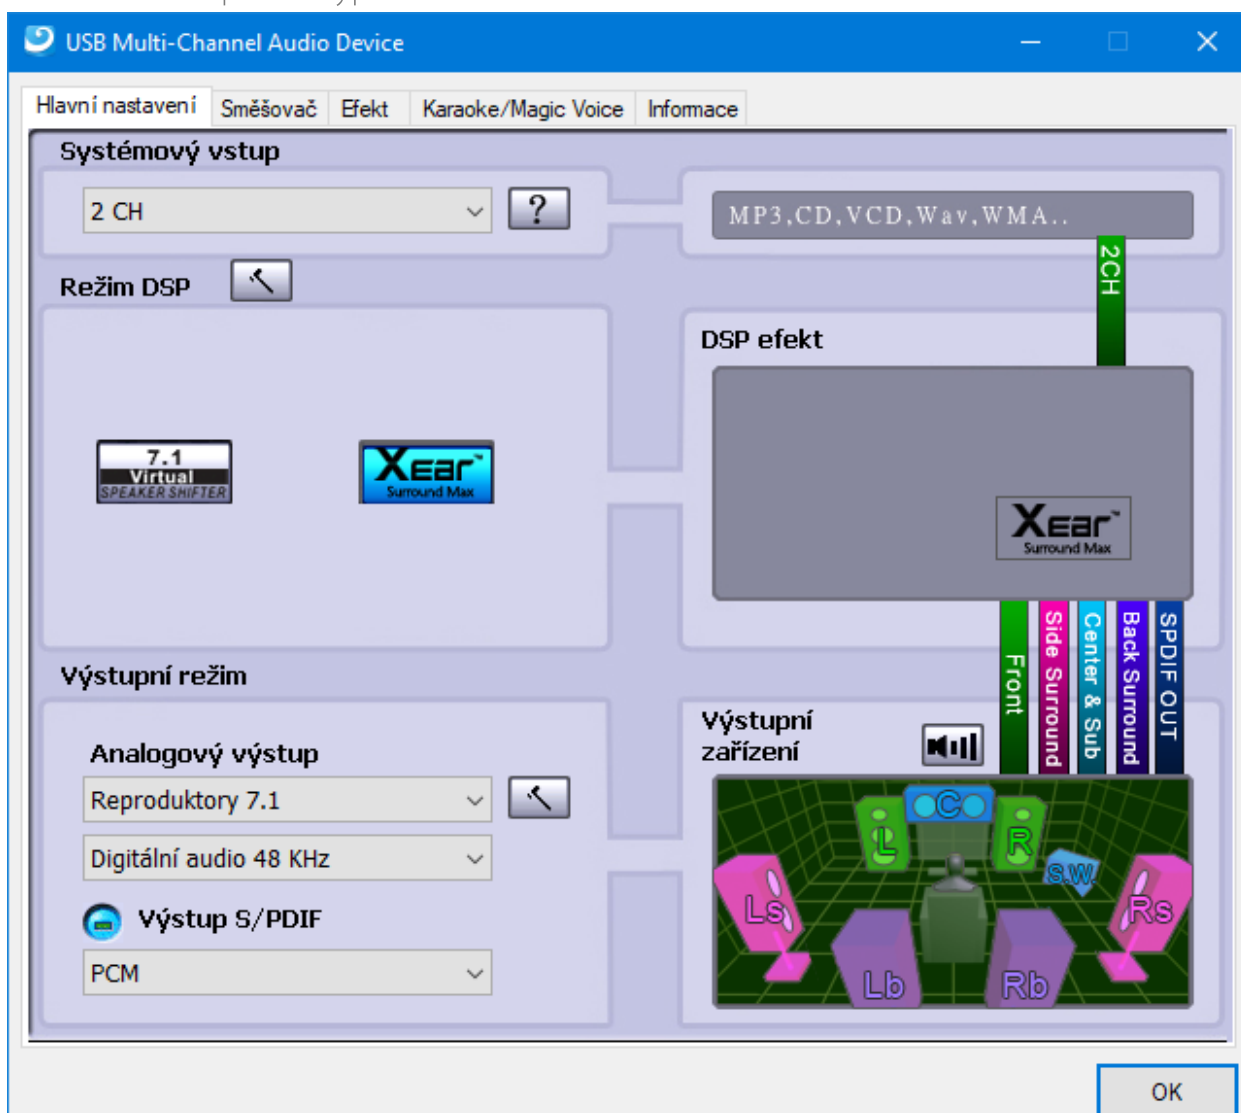 USB Multi-Channel Audio Device
Hlavní nastavení Směšovač Efekt Karaoke/Magic Voice Informace
Systémový vstup
2 CH ?
MP3,CD,VCD,Wav,WMA..
2CH
Režim DSP
DSP efekt
7.1
Virtual
SPEAKER SHIFTER
Xear™
Surround Max
Xear™
Surround Max
Front
Side Surround
Center & Sub
Back Surround
SPDIF OUT
Výstupní režim
Analogový výstup
Reproduktory 7.1
Digitální audio 48 KHz
Výstup S/PDIF
PCM
Výstupní
zařízení
L C R
S.W.
Ls Rs
Lb Rb
OK